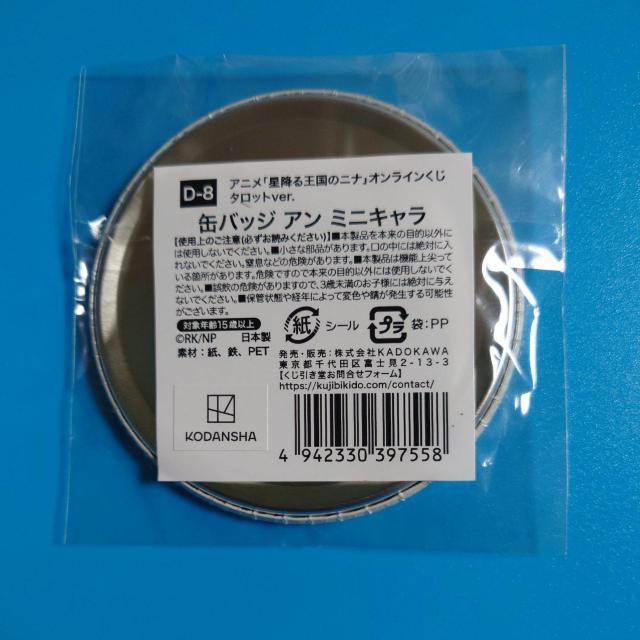 D-8 アニメ「星降る王国のニナ」オンラインくじ
タロットver.
缶バッジ アン ミニキャラ
【使用上のご注意(必ずお読みください)】■本製品を本来の目的以外に
は使用しないでください。■小さな部品があります。口の中には絶対に入
れないでください。窒息などの危険があります。■本製品は機能上尖って
いる箇所があります。危険ですので本来の目的以外には使用しないでくだ
さい。■誤飲の危険がありますので、3歳未満のお子様には絶対に与え
ないでください。■保管状態や経年によって変色や錆が発生する可能性
がございます。
対象年齢15歳以上
©RK/NP 日本製
素材：紙、鉄、PET
紙 シール プラ 袋：PP
発売・販売：株式会社KADOKAWA
東京都千代田区富士見2-13-3
【くじ引き堂お問合せフォーム】
https://kujibikido.com/contact/
KODANSHA
4 942330 397558